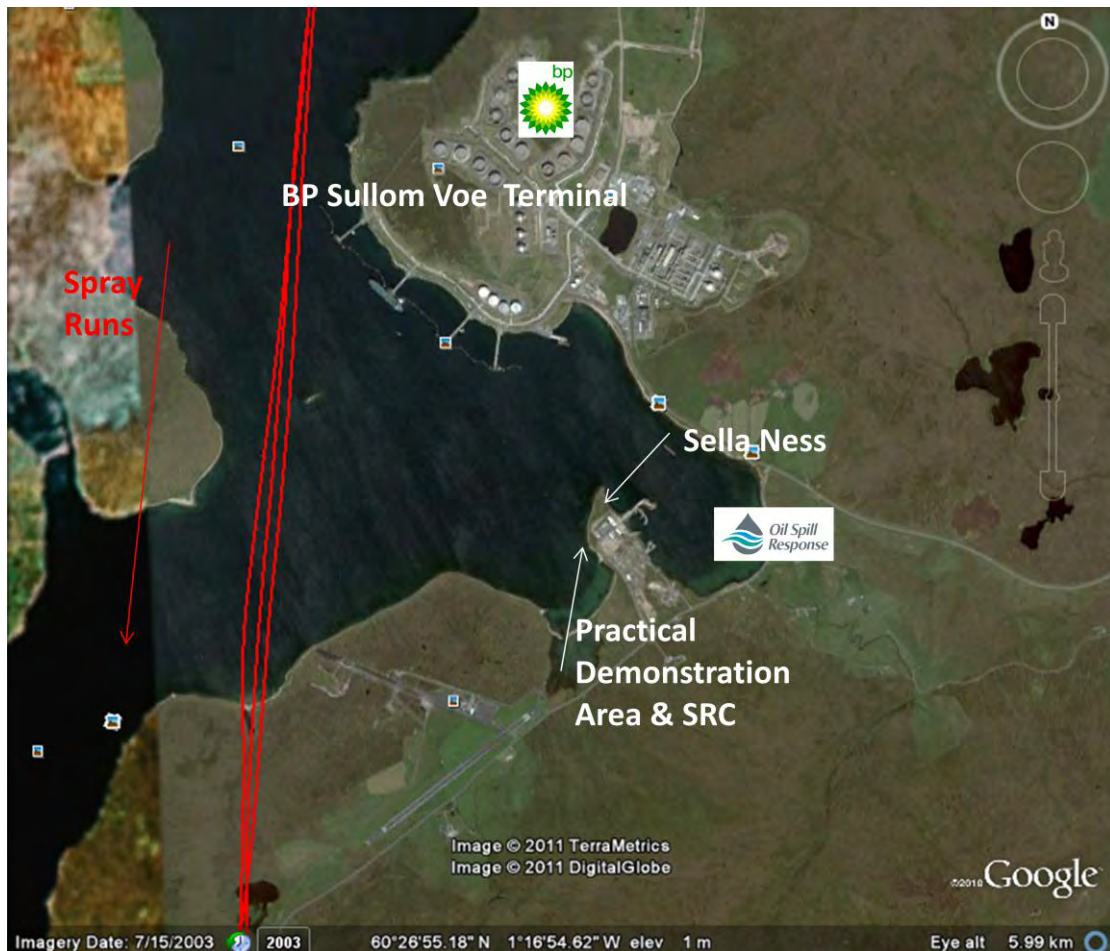 N
bp
BP Sullom Voe Terminal
Spray
Runs
Sella Ness
Oil Spill
Response
Practical
Demonstration
Area & SRC
Image © 2011 TerraMetrics
Image © 2011 DigitalGlobe
©2010 Google
Imagery Date: 7/15/2003 2003 60°26'55.18" N 1°16'54.62" W elev 1 m Eye alt 5.99 km